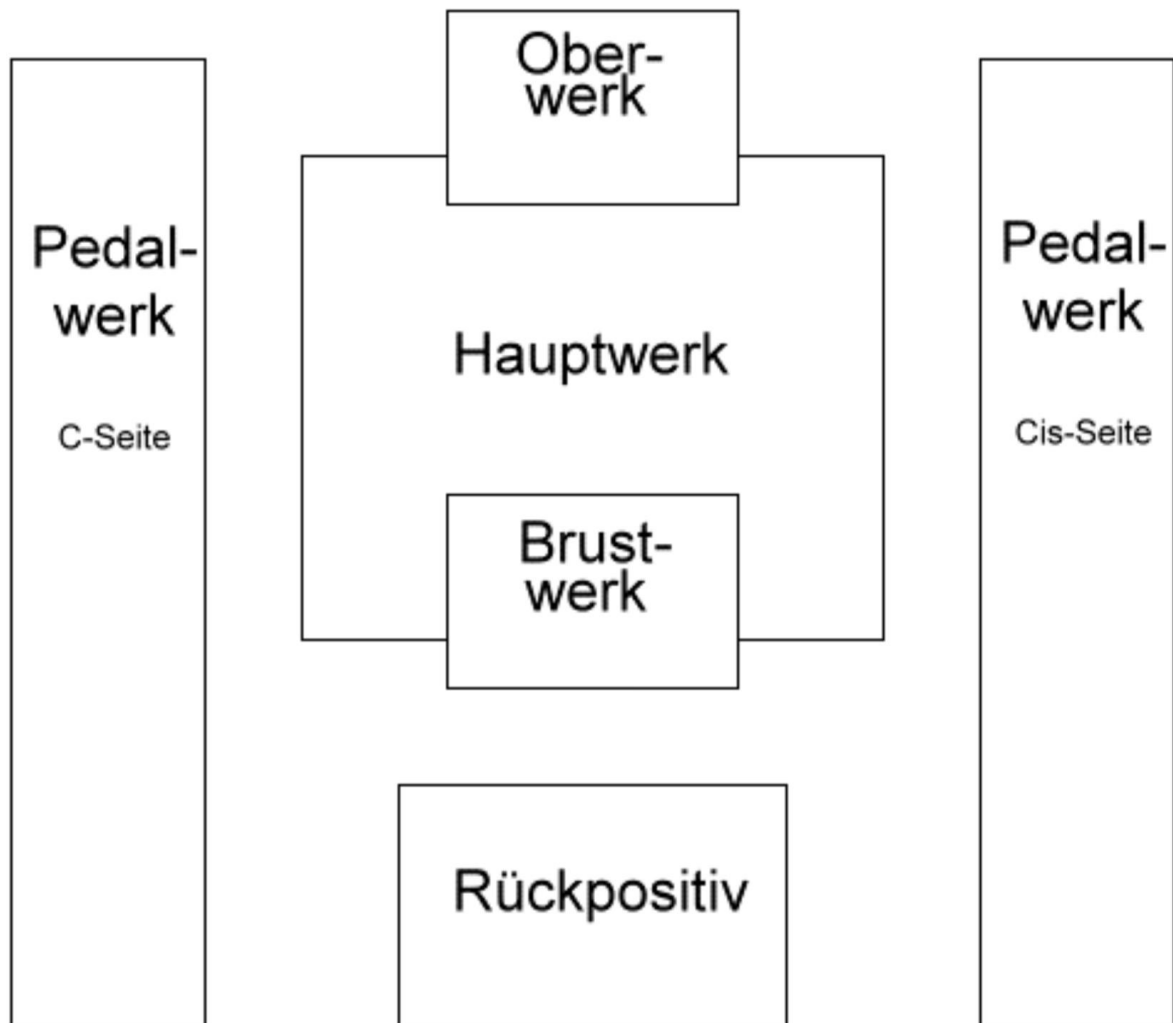 Ober-
werk
Pedal-
werk
C-Seite
Hauptwerk
Pedal-
werk
Cis-Seite
Brust-
werk
Rückpositiv